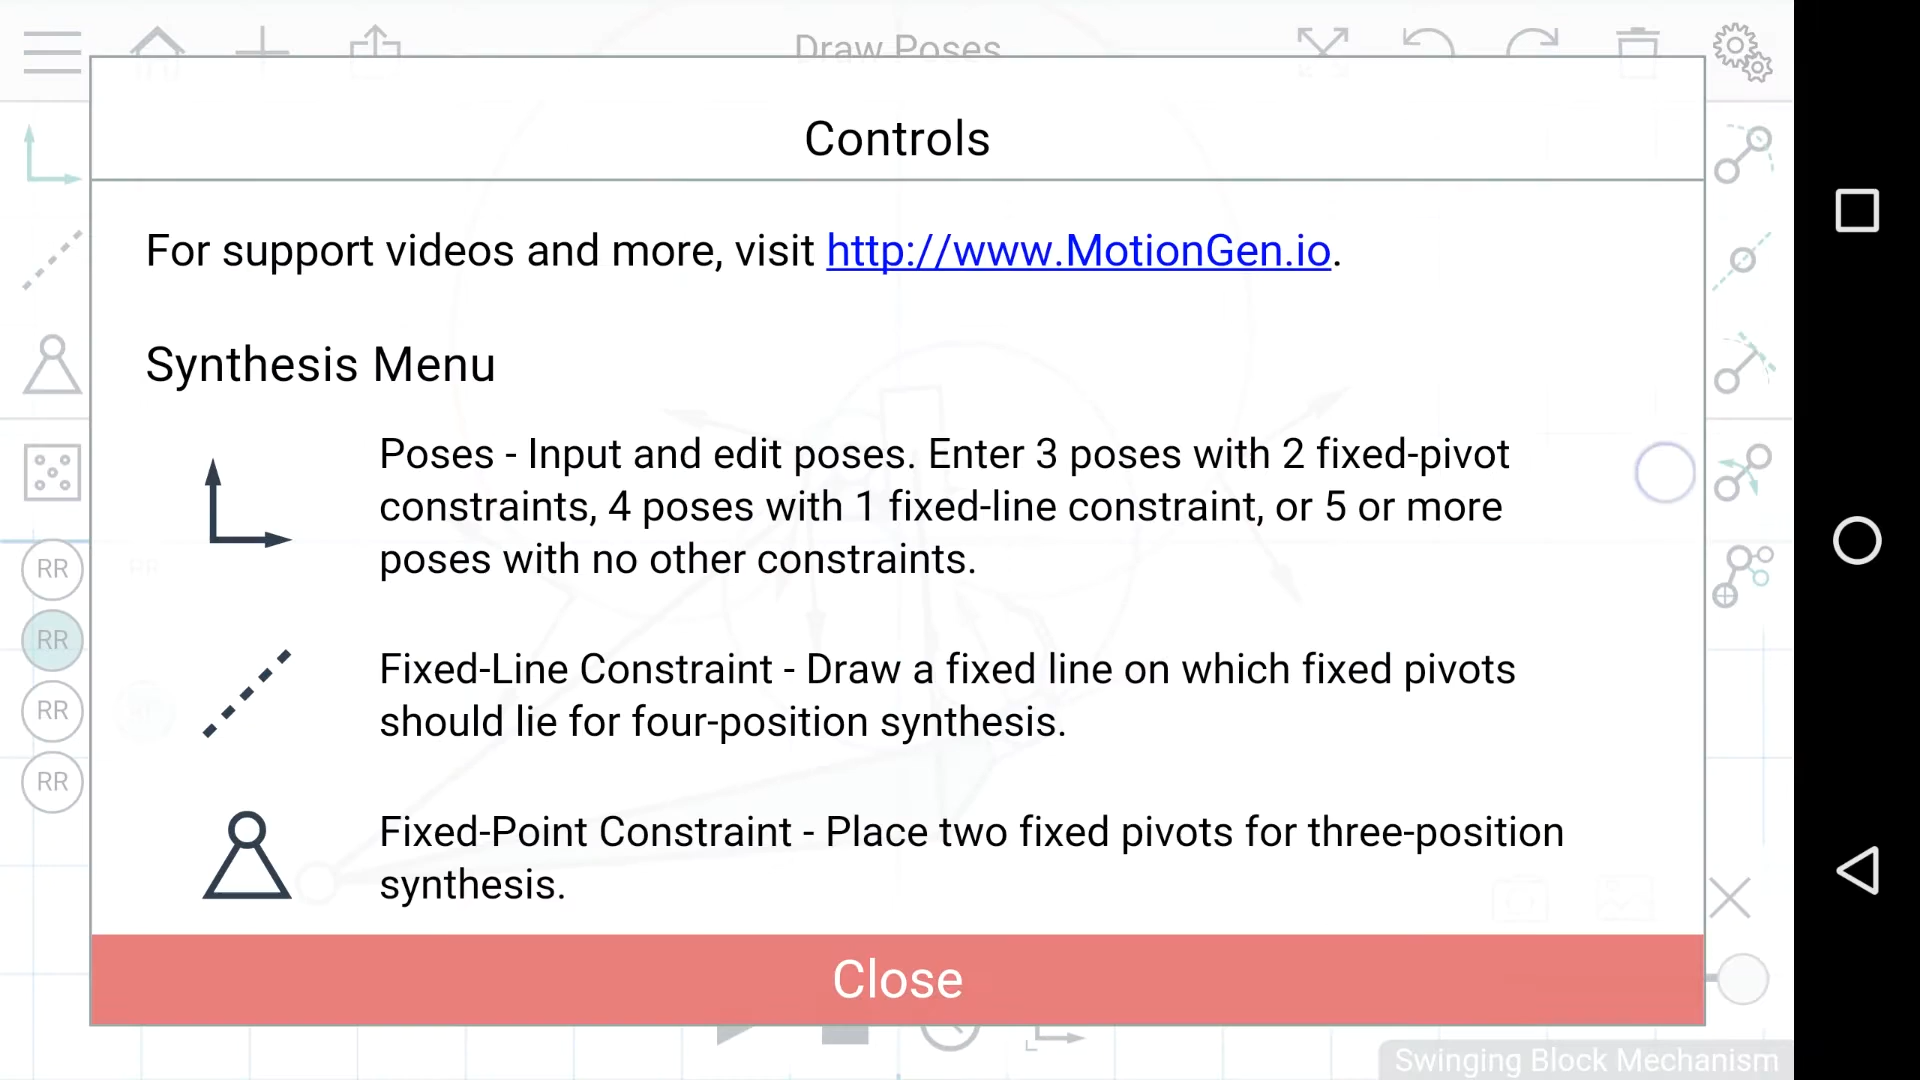 Draw Poses
Controls
For support videos and more, visit http://www.MotionGen.io.
Synthesis Menu
Poses - Input and edit poses. Enter 3 poses with 2 fixed-pivot
constraints, 4 poses with 1 fixed-line constraint, or 5 or more
poses with no other constraints.
RR
RR
RR
Fixed-Line Constraint - Draw a fixed line on which fixed pivots
should lie for four-position synthesis.
RR
RR
Fixed-Point Constraint - Place two fixed pivots for three-position
synthesis.
Close
Swinging Block Mechanism